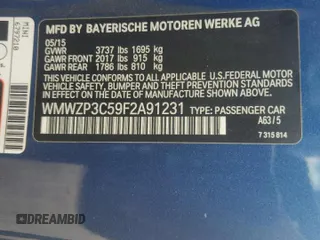 MFD BY BAYERISCHE MOTOREN WERKE AG
05/15
GVWR 3737 lbs 1695 kg
GAWR FRONT 2017 lbs 915 kg
GAWR REAR 1786 lbs 810 kg
THIS VEHICLE CONFORMS TO ALL APPLICABLE U.S. FEDERAL MOTOR VEHICLE SAFETY, BUMPER, AND THEFT PREVENTION STANDARDS IN EFFECT ON THE DATE OF MANUFACTURE SHOWN ABOVE.
WMWZP3C59F2A91231 TYPE: PASSENGER CAR
A63/5
7 315 814
MINI
DREAMBID